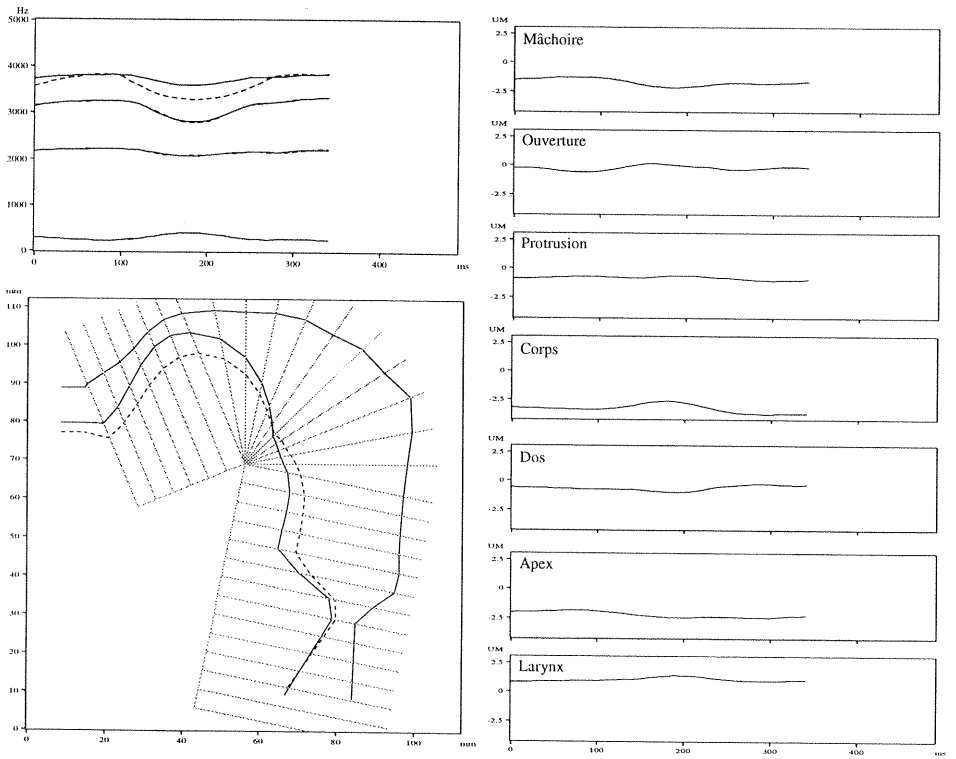 Hz
5000
4000
3000
2000
1000
0
0 100 200 300 400 ms
mm
110
100
90
80
70
60
50
40
30
20
10
0
0 20 40 60 80 100 mm
UM
2.5
0
-2.5
Mâchoire
UM
2.5
0
-2.5
Ouverture
UM
2.5
0
-2.5
Protrusion
UM
2.5
0
-2.5
Corps
UM
2.5
0
-2.5
Dos
UM
2.5
0
-2.5
Apex
UM
2.5
0
-2.5
Larynx
0 100 200 300 400 ms